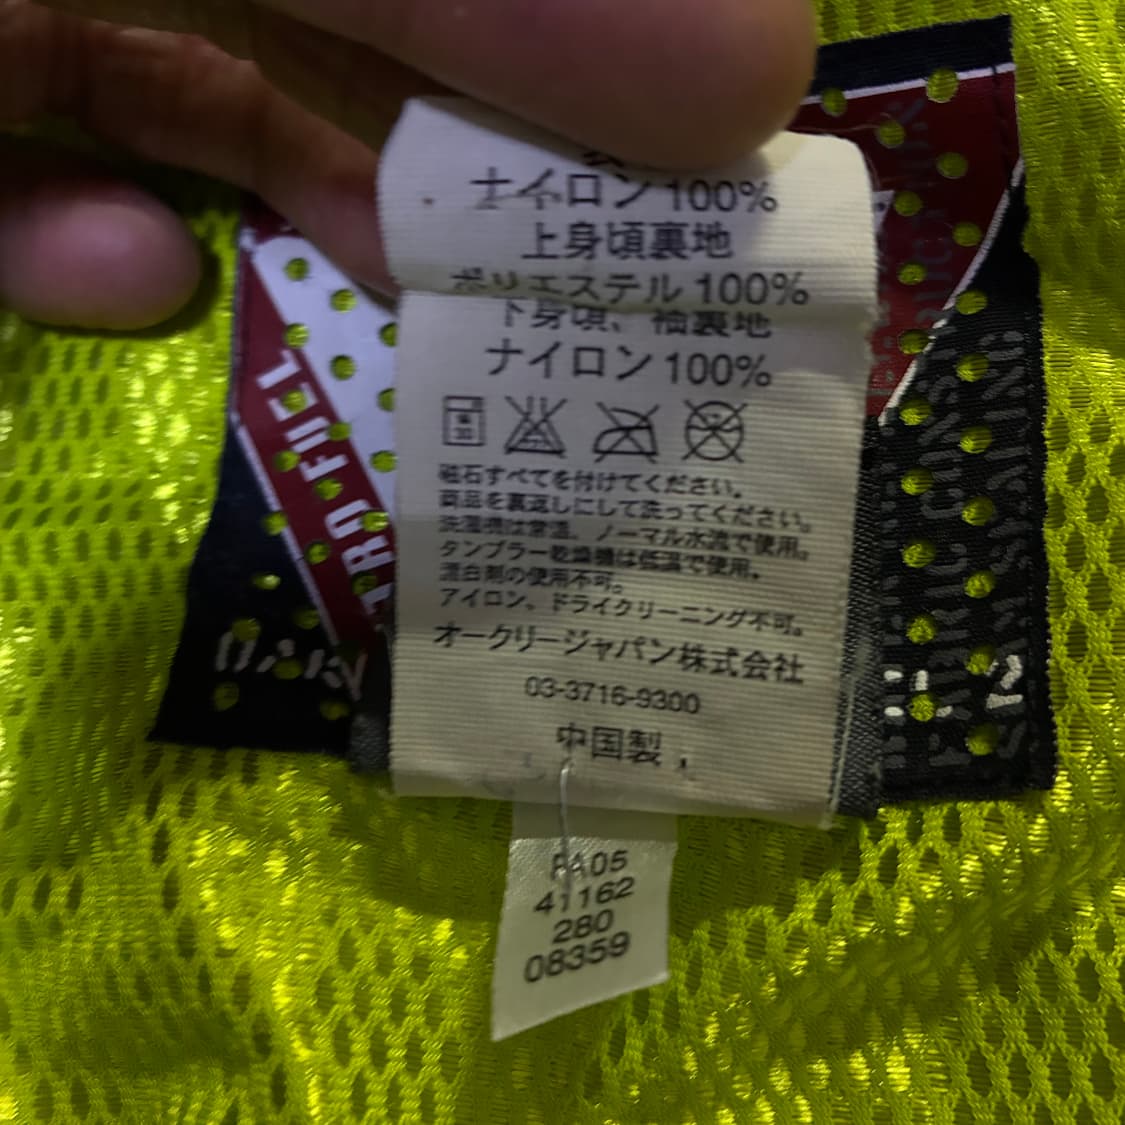 ナイロン100%
上身頃裏地
ポリエステル100%
下身頃、袖裏地
ナイロン100%
磁石すべてを付けてください。
商品を裏返しにして洗ってください。
洗濯機は常温、ノーマル水流で使用。
タンブラー乾燥機は低温で使用。
漂白剤の使用不可。
アイロン、ドライクリーニング不可。
オークリージャパン株式会社
03-3716-9300
中国製
FA05
41162
280
08359